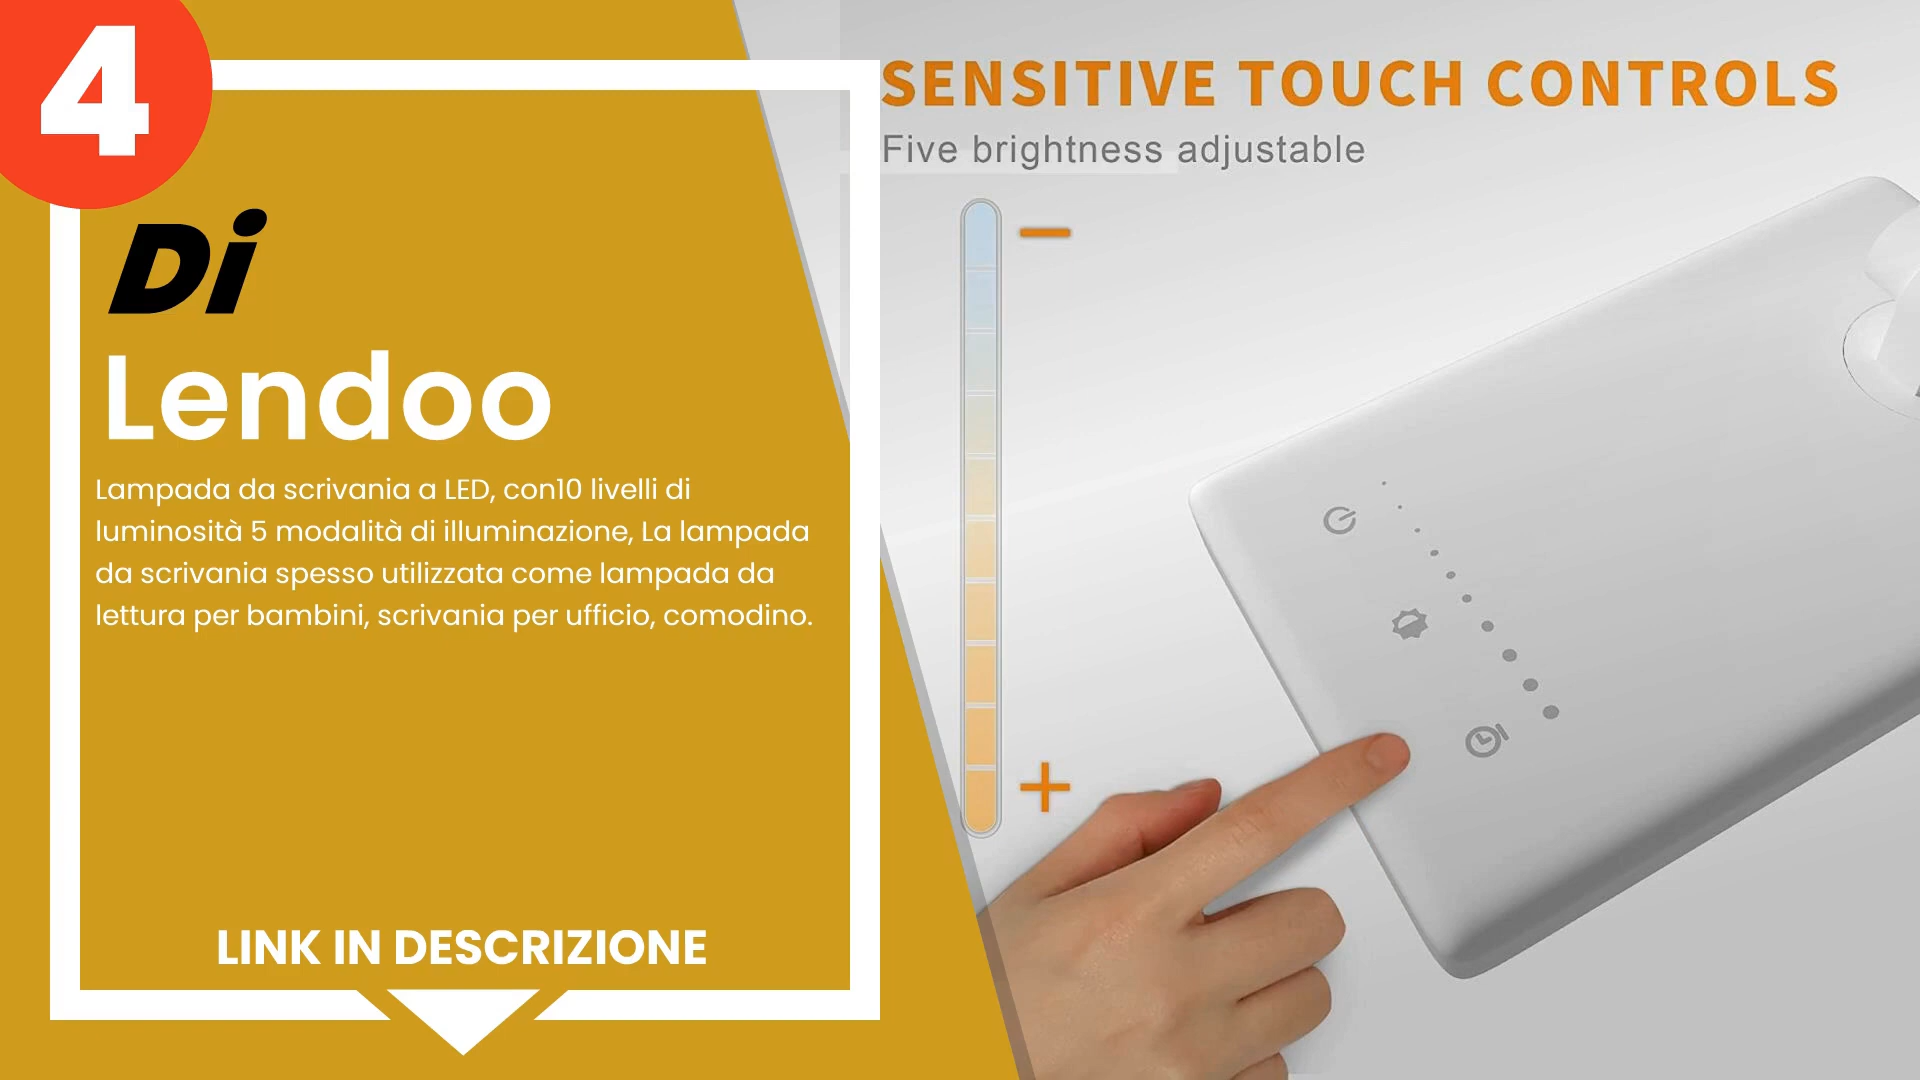 4
Di
Lendoo
Lampada da scrivania a LED, con10 livelli di
luminosità 5 modalità di illuminazione, La lampada
da scrivania spesso utilizzata come lampada da
lettura per bambini, scrivania per ufficio, comodino.
LINK IN DESCRIZIONE
SENSITIVE TOUCH CONTROLS
Five brightness adjustable